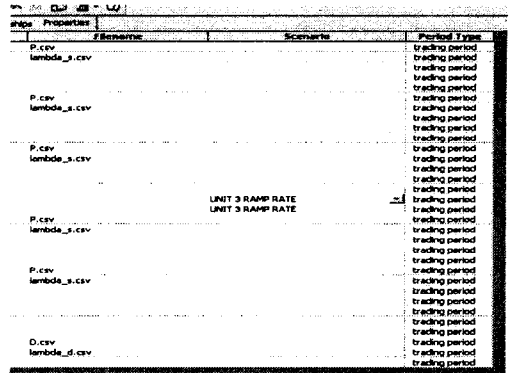 ships Properties
Filename Scenario Period Type
P.csv trading period
lambda_s.csv trading period
trading period
trading period
trading period
P.csv trading period
lambda_s.csv trading period
trading period
trading period
trading period
P.csv trading period
lambda_s.csv trading period
trading period
trading period
trading period
UNIT 3 RAMP RATE trading period
UNIT 3 RAMP RATE trading period
P.csv trading period
lambda_s.csv trading period
trading period
trading period
trading period
P.csv trading period
lambda_s.csv trading period
trading period
trading period
trading period
trading period
trading period
D.csv trading period
lambda_d.csv trading period
trading period